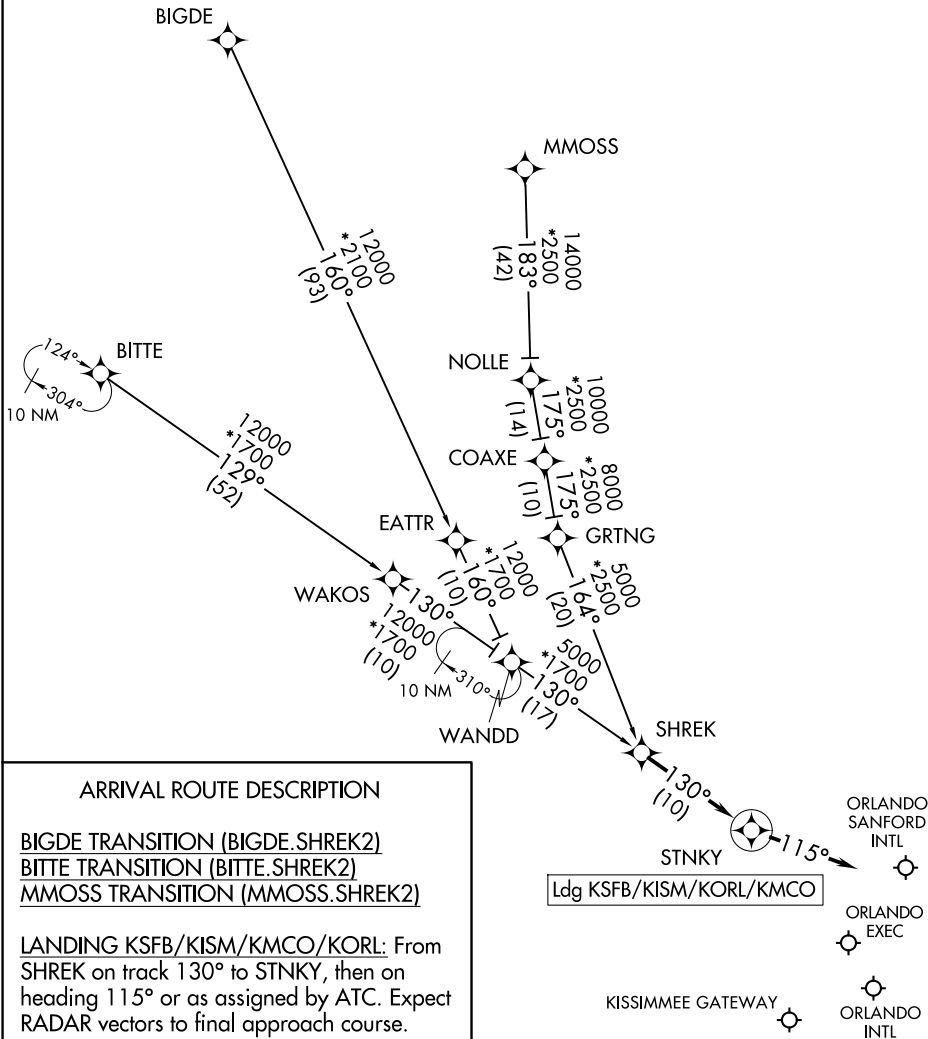 BIGDE
MMOSS
12000
*2100
160°
(93)
14000
*2500
183°
(42)
BITTE
124°
304°
10 NM
NOLLE
10000
*2500
175°
(14)
12000
*1700
129°
(52)
COAXE
8000
*2500
175°
(10)
EATTR
GRTNG
12000
*1700
160°
(10)
5000
*2500
164°
(20)
WAKOS
130°
12000
*1700
(10)
310°
10 NM
5000
*1700
130°
(17)
WANDD
SHREK
130°
(10)
STNKY
115°
Ldg KSFB/KISM/KORL/KMCO
ORLANDO
SANFORD
INTL
ORLANDO
EXEC
KISSIMMEE GATEWAY
ORLANDO
INTL
ARRIVAL ROUTE DESCRIPTION
BIGDE TRANSITION (BIGDE.SHREK2)
BITTE TRANSITION (BITTE.SHREK2)
MMOSS TRANSITION (MMOSS.SHREK2)
LANDING KSFB/KISM/KMCO/KORL: From
SHREK on track 130° to STNKY, then on
heading 115° or as assigned by ATC. Expect
RADAR vectors to final approach course.